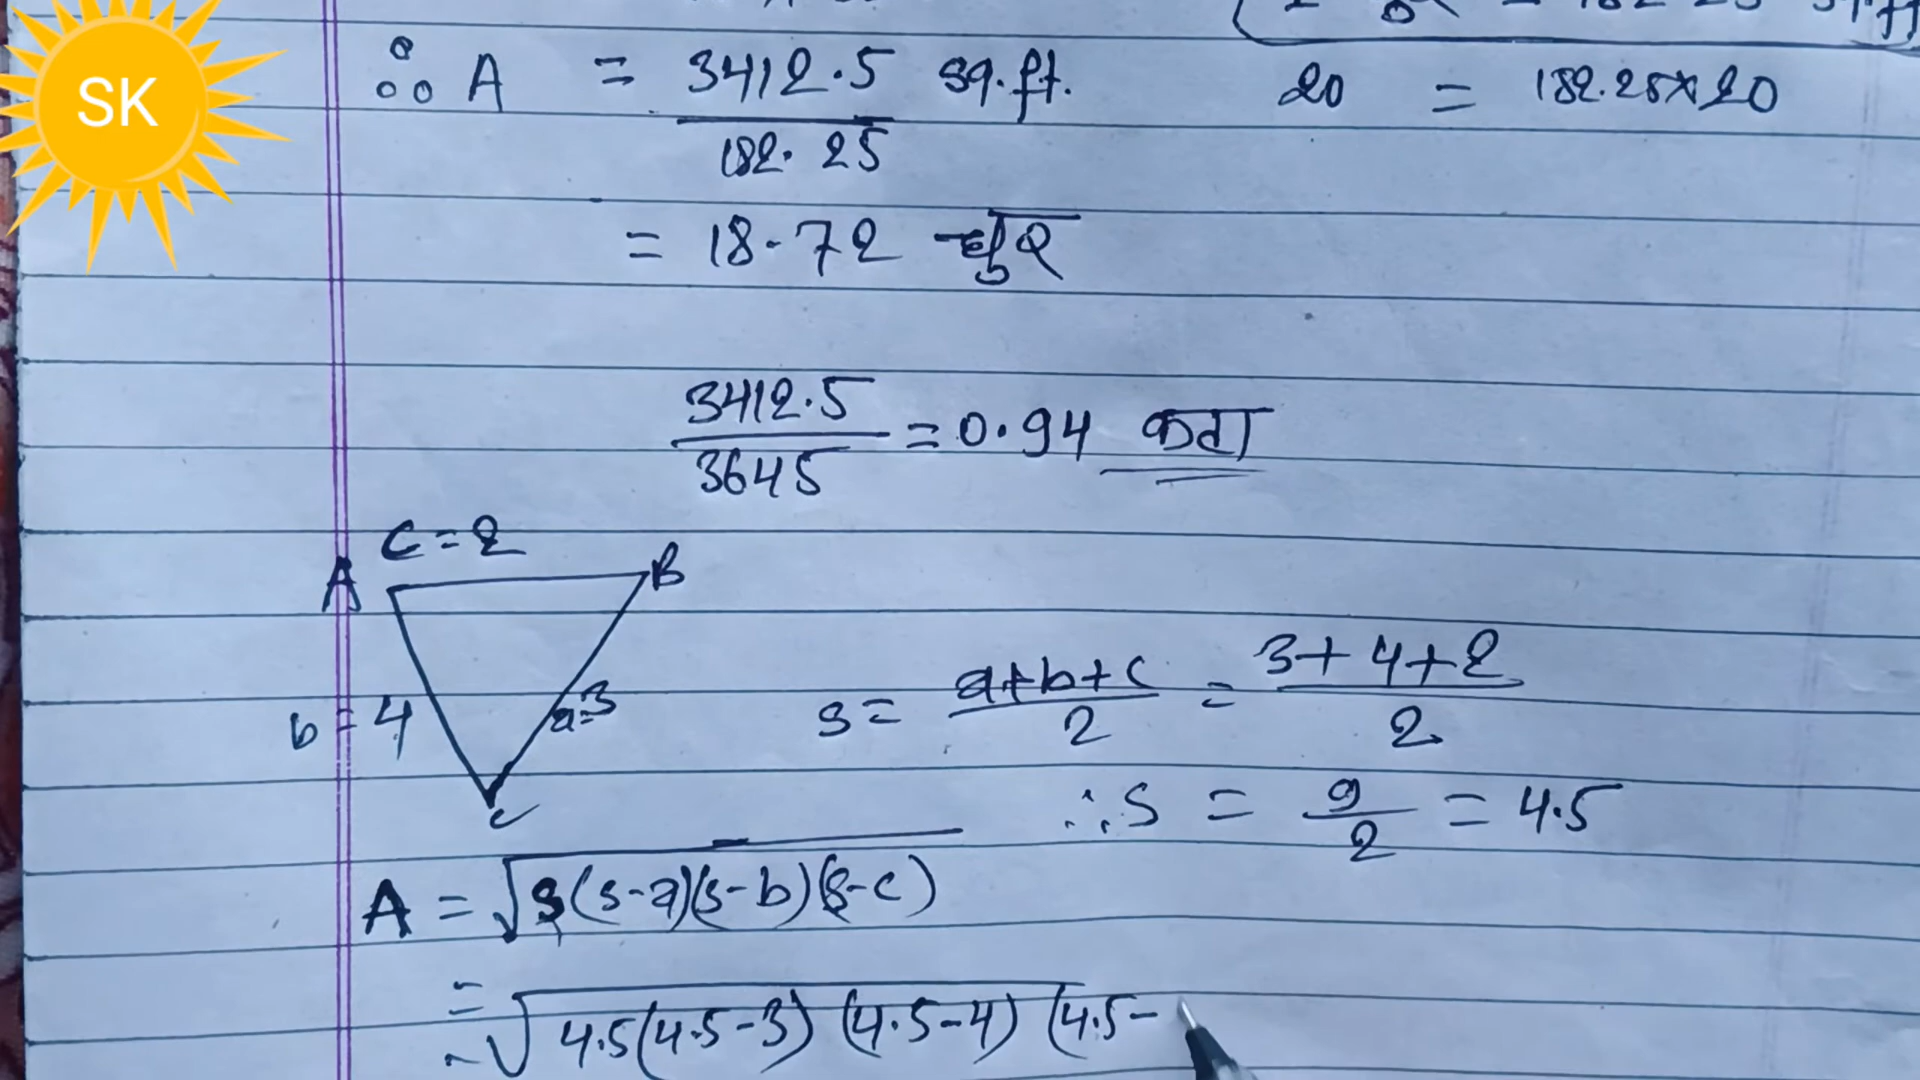 SK
∴ A = 3412.5 sq.ft.
182.25
20 = 182.25×20
= 18.72 धुर
3412.5
3645
= 0.94 कठा
C = 2
A
B
b = 4
a=3
C
s = a+b+c = 3+4+2
2 2
∴ S = 9 = 4.5
2
A = √s(s-a)(s-b)(s-c)
= √4.5(4.5-3) (4.5-4) (4.5-